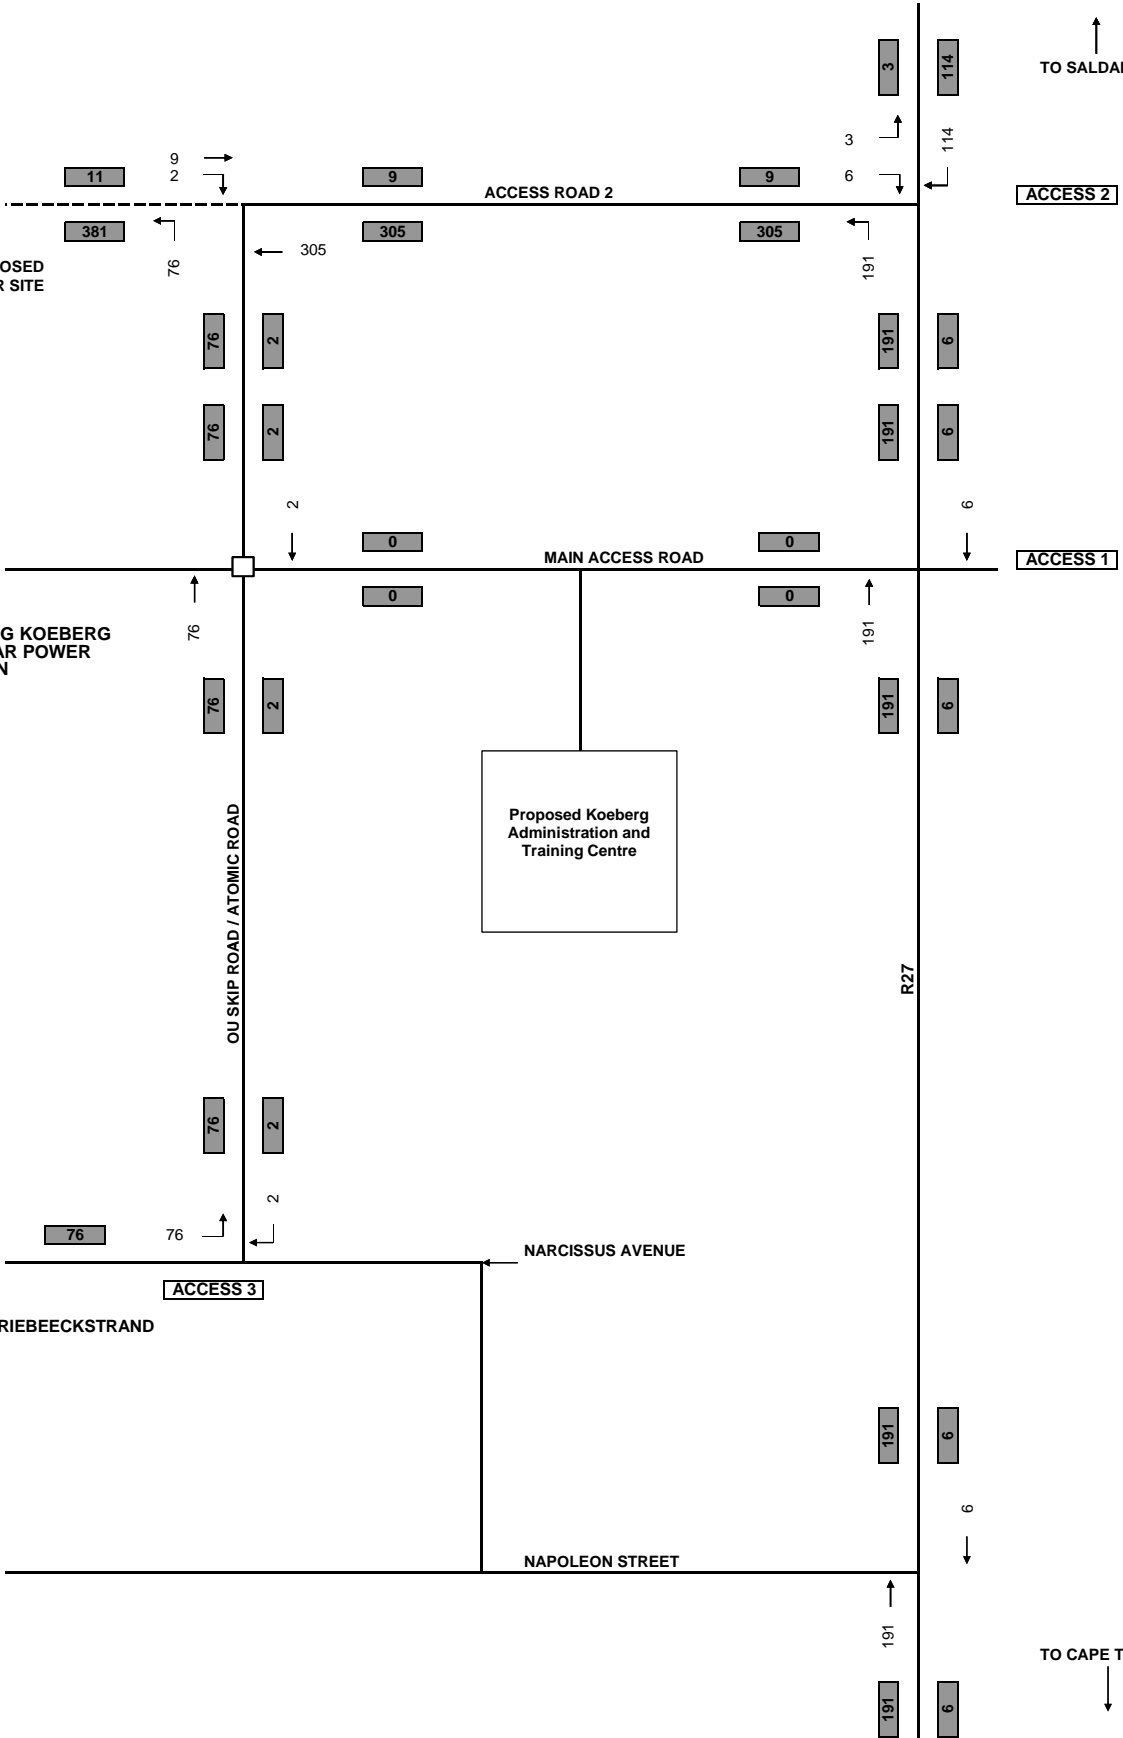 3
114
TO SALDA
3
114
9
2
11
9
9
6
ACCESS ROAD 2
ACCESS 2
381
305
305
76
305
191
OSED
R SITE
76
2
191
6
76
2
191
6
2
6
0
0
MAIN ACCESS ROAD
ACCESS 1
0
0
76
191
G KOEBERG
AR POWER
N
76
2
191
6
Proposed Koeberg
Administration and
Training Centre
OU SKIP ROAD / ATOMIC ROAD
R27
76
2
2
76
76
NARCISSUS AVENUE
ACCESS 3
RIEBEECKSTRAND
191
6
6
NAPOLEON STREET
191
TO CAPE T
191
6